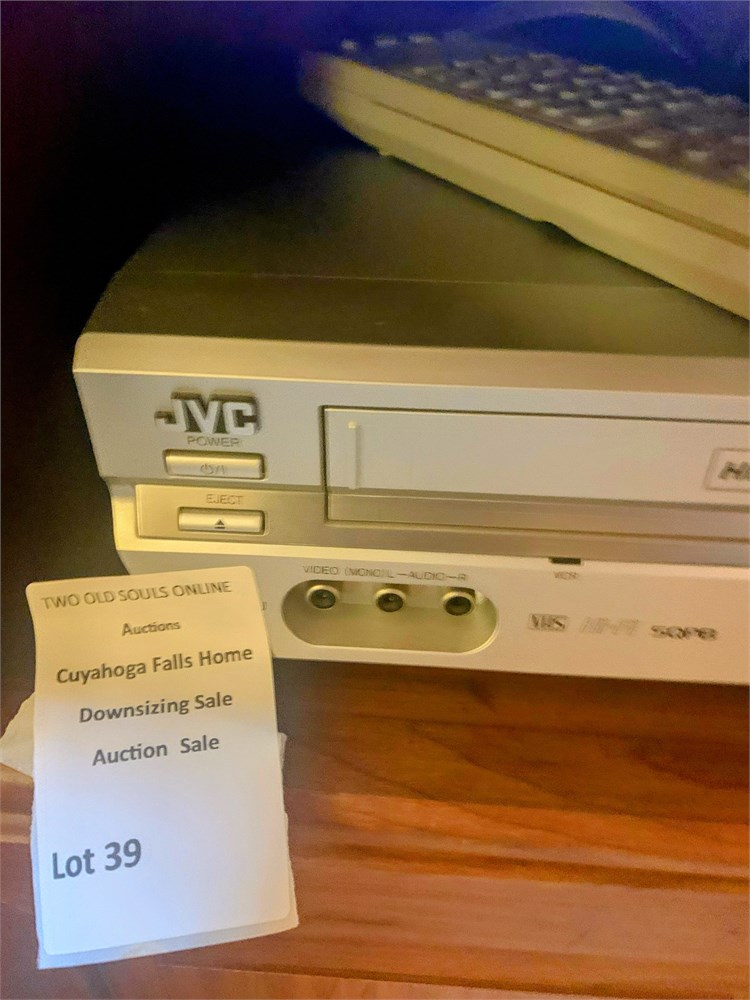 JVC
POWER
⏻/I
EJECT
VIDEO (MONO)L—AUDIO—R
VCR
VHS HI-FI SQPB
TWO OLD SOULS ONLINE
Auctions
Cuyahoga Falls Home
Downsizing Sale
Auction Sale
Lot 39